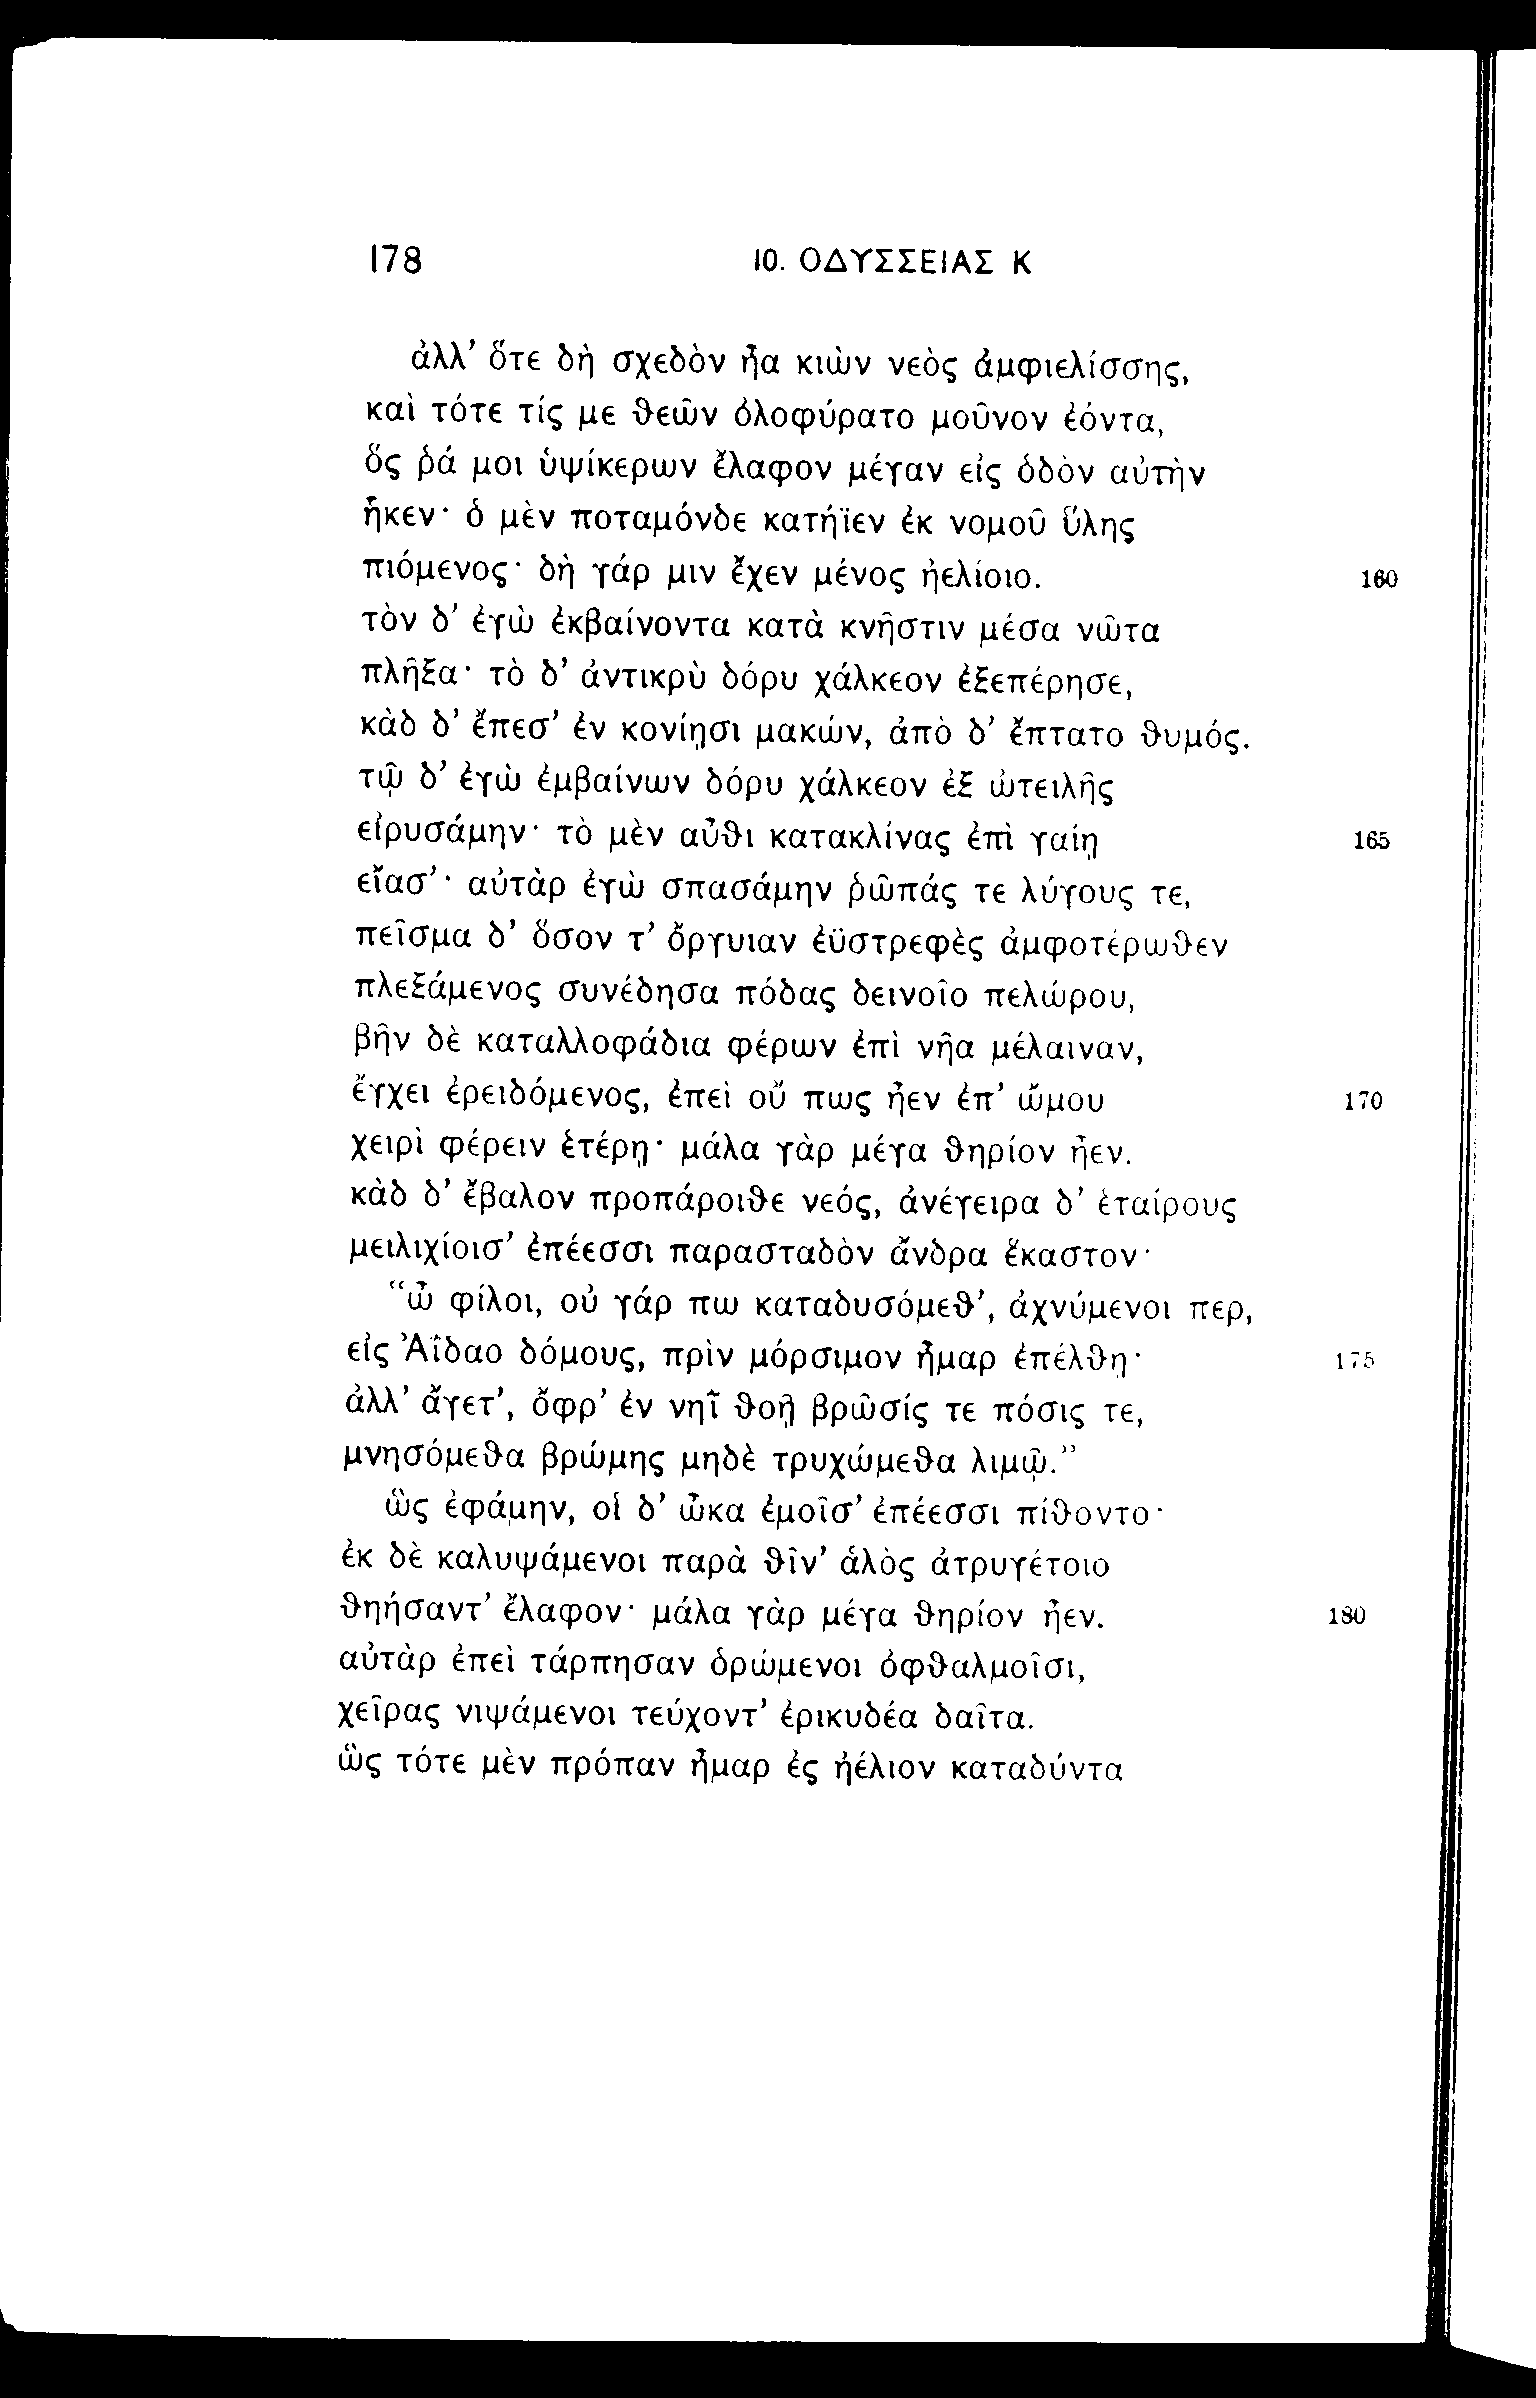 178 10. ΟΔΥΣΣΕΙΑΣ Κ
ἀλλ’ ὅτε δὴ σχεδὸν ἦα κιὼν νεὸς ἀμφιελίσσης,
καὶ τότε τίς με θεῶν ὀλοφύρατο μοῦνον ἐόντα,
ὅς ῥά μοι ὑψίκερων ἔλαφον μέγαν εἰς ὁδὸν αὐτὴν
ἧκεν· ὁ μὲν ποταμόνδε κατήϊεν ἐκ νομοῦ ὕλης
πιόμενος· δὴ γάρ μιν ἔχεν μένος ἠελίοιο. 160
τὸν δ’ ἐγὼ ἐκβαίνοντα κατὰ κνῆστιν μέσα νῶτα
πλῆξα· τὸ δ’ ἀντικρὺ δόρυ χάλκεον ἐξεπέρησε,
κὰδ δ’ ἔπεσ’ ἐν κονίῃσι μακών, ἀπὸ δ’ ἔπτατο θυμός.
τῷ δ’ ἐγὼ ἐμβαίνων δόρυ χάλκεον ἐξ ὠτειλῆς
εἰρυσάμην· τὸ μὲν αὖθι κατακλίνας ἐπὶ γαίῃ 165
εἴασ’· αὐτὰρ ἐγὼ σπασάμην ῥῶπάς τε λύγους τε,
πεῖσμα δ’ ὅσον τ’ ὄργυιαν ἐϋστρεφὲς ἀμφοτέρωθεν
πλεξάμενος συνέδησα πόδας δεινοῖο πελώρου,
βῆν δὲ καταλλοφάδια φέρων ἐπὶ νῆα μέλαιναν,
ἔγχει ἐρειδόμενος, ἐπεὶ οὔ πως ἦεν ἐπ’ ὤμου 170
χειρὶ φέρειν ἑτέρῃ· μάλα γὰρ μέγα θηρίον ἦεν.
κὰδ δ’ ἔβαλον προπάροιθε νεός, ἀνέγειρα δ’ ἑταίρους
μειλιχίοισ’ ἐπέεσσι παρασταδὸν ἄνδρα ἕκαστον·
“ὦ φίλοι, οὐ γάρ πω καταδυσόμεθ’, ἀχνύμενοι περ,
εἰς Ἀΐδαο δόμους, πρὶν μόρσιμον ἦμαρ ἐπέλθῃ· 175
ἀλλ’ ἄγετ’, ὄφρ’ ἐν νηῒ θοῇ βρῶσίς τε πόσις τε,
μνησόμεθα βρώμης μηδὲ τρυχώμεθα λιμῷ.”
ὣς ἐφάμην, οἱ δ’ ὦκα ἐμοῖσ’ ἐπέεσσι πίθοντο·
ἐκ δὲ καλυψάμενοι παρὰ θῖν’ ἁλὸς ἀτρυγέτοιο
θηήσαντ’ ἔλαφον· μάλα γὰρ μέγα θηρίον ἦεν. 180
αὐτὰρ ἐπεὶ τάρπησαν ὁρώμενοι ὀφθαλμοῖσι,
χεῖρας νιψάμενοι τεύχοντ’ ἐρικυδέα δαῖτα.
ὣς τότε μὲν πρόπαν ἦμαρ ἐς ἠέλιον καταδύντα